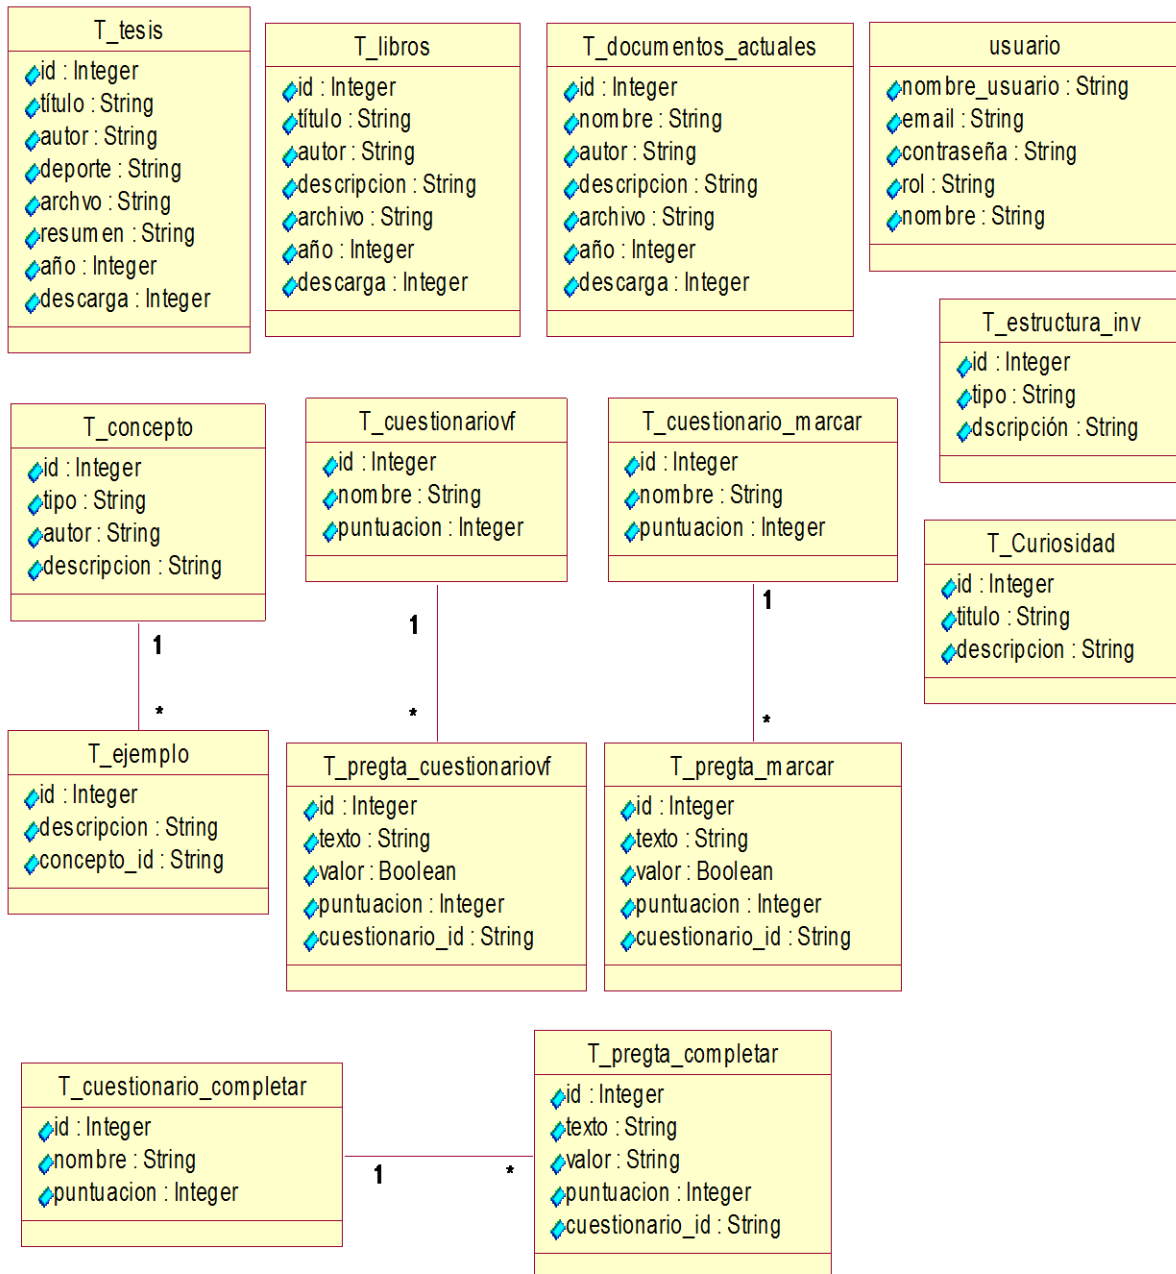 T_tesis
id : Integer
título : String
autor : String
deporte : String
archvo : String
resumen : String
año : Integer
descarga : Integer
T_libros
id : Integer
título : String
autor : String
descripcion : String
archivo : String
año : Integer
descarga : Integer
T_documentos_actuales
id : Integer
nombre : String
autor : String
descripcion : String
archivo : String
año : Integer
descarga : Integer
usuario
nombre_usuario : String
email : String
contraseña : String
rol : String
nombre : String
T_estructura_inv
id : Integer
tipo : String
dscripción : String
T_concepto
id : Integer
tipo : String
autor : String
descripcion : String
T_cuestionariovf
id : Integer
nombre : String
puntuacion : Integer
T_cuestionario_marcar
id : Integer
nombre : String
puntuacion : Integer
T_Curiosidad
id : Integer
titulo : String
descripcion : String
1
*
1
*
1
*
T_ejemplo
id : Integer
descripcion : String
concepto_id : String
T_pregta_cuestionariovf
id : Integer
texto : String
valor : Boolean
puntuacion : Integer
cuestionario_id : String
T_pregta_marcar
id : Integer
texto : String
valor : Boolean
puntuacion : Integer
cuestionario_id : String
T_cuestionario_completar
id : Integer
nombre : String
puntuacion : Integer
1
*
T_pregta_completar
id : Integer
texto : String
valor : String
puntuacion : Integer
cuestionario_id : String